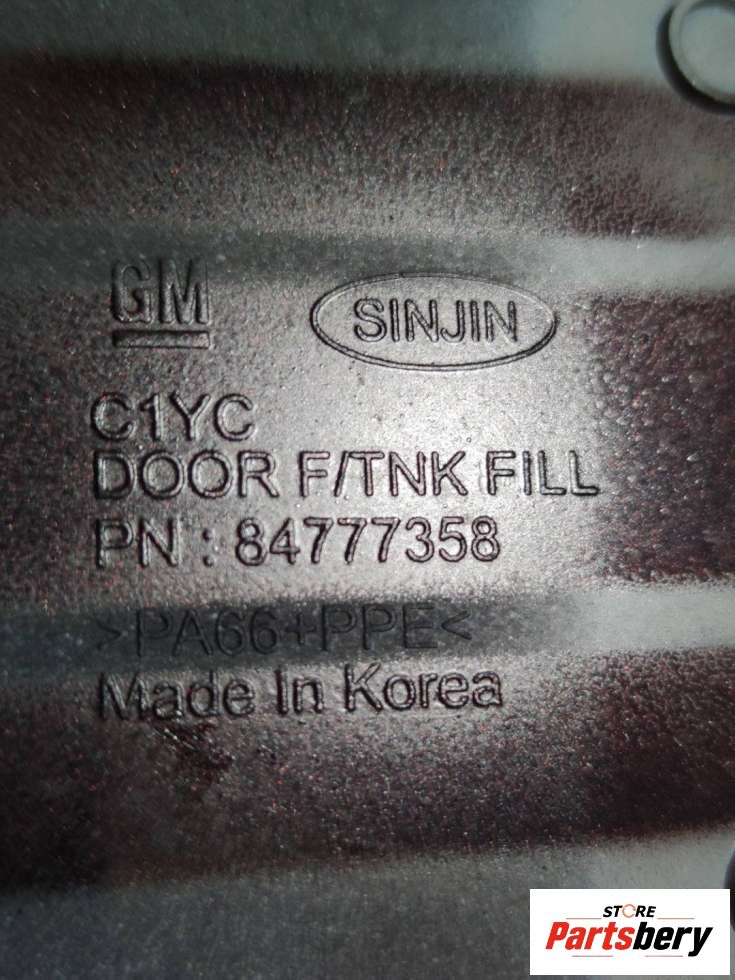 GM
SINJIN
C1YC
DOOR F/TNK FILL
PN : 84777358
>PA66+PPE<
Made In Korea
STORE
Partsbery